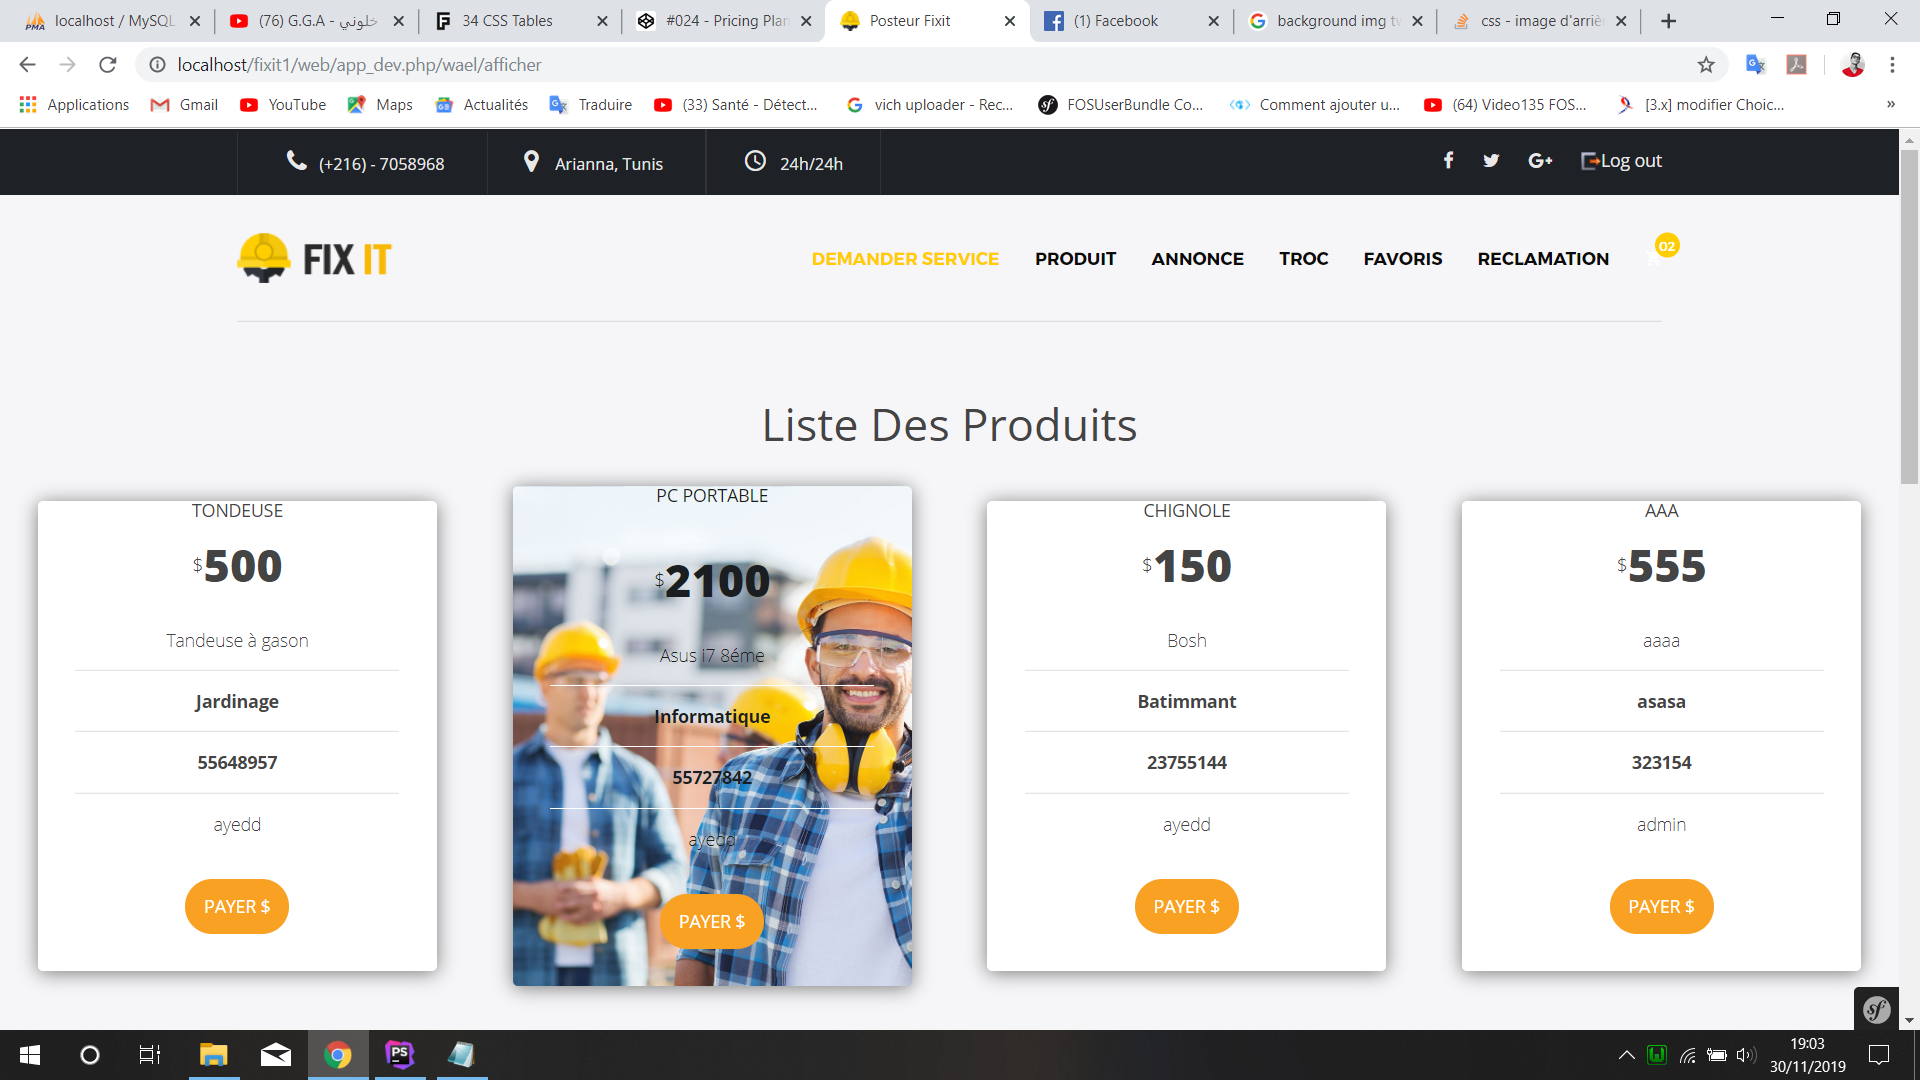 localhost / MySQL
(76) G.G.A - خلوني
34 CSS Tables
#024 - Pricing Plan
Posteur Fixit
(1) Facebook
background img tw
css - image d'arriè
localhost/fixit1/web/app_dev.php/wael/afficher
Applications
Gmail
YouTube
Maps
Actualités
Traduire
(33) Santé - Détect...
vich uploader - Rec...
FOSUserBundle Co...
Comment ajouter u...
(64) Video135 FOS...
[3.x] modifier Choic...
»
(+216) - 7058968
Arianna, Tunis
24h/24h
Log out
FIX IT
DEMANDER SERVICE
PRODUIT
ANNONCE
TROC
FAVORIS
RECLAMATION
02
Liste Des Produits
TONDEUSE
$500
Tandeuse à gason
Jardinage
55648957
ayedd
PAYER $
PC PORTABLE
$2100
Asus i7 8éme
Informatique
55727842
ayedd
PAYER $
CHIGNOLE
$150
Bosh
Batimmant
23755144
ayedd
PAYER $
AAA
$555
aaaa
asasa
323154
admin
PAYER $
19:03
30/11/2019